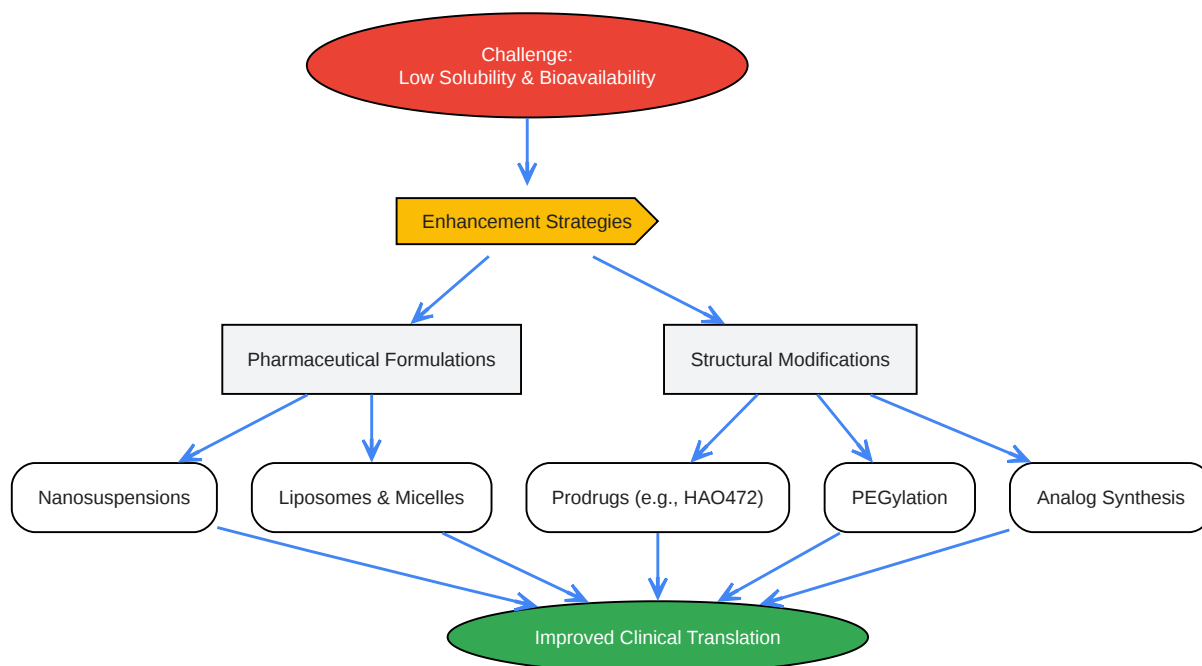 Challenge:
Low Solubility & Bioavailability
Enhancement Strategies
Pharmaceutical Formulations
Structural Modifications
Nanosuspensions
Liposomes & Micelles
Prodrugs (e.g., HAO472)
PEGylation
Analog Synthesis
Improved Clinical Translation